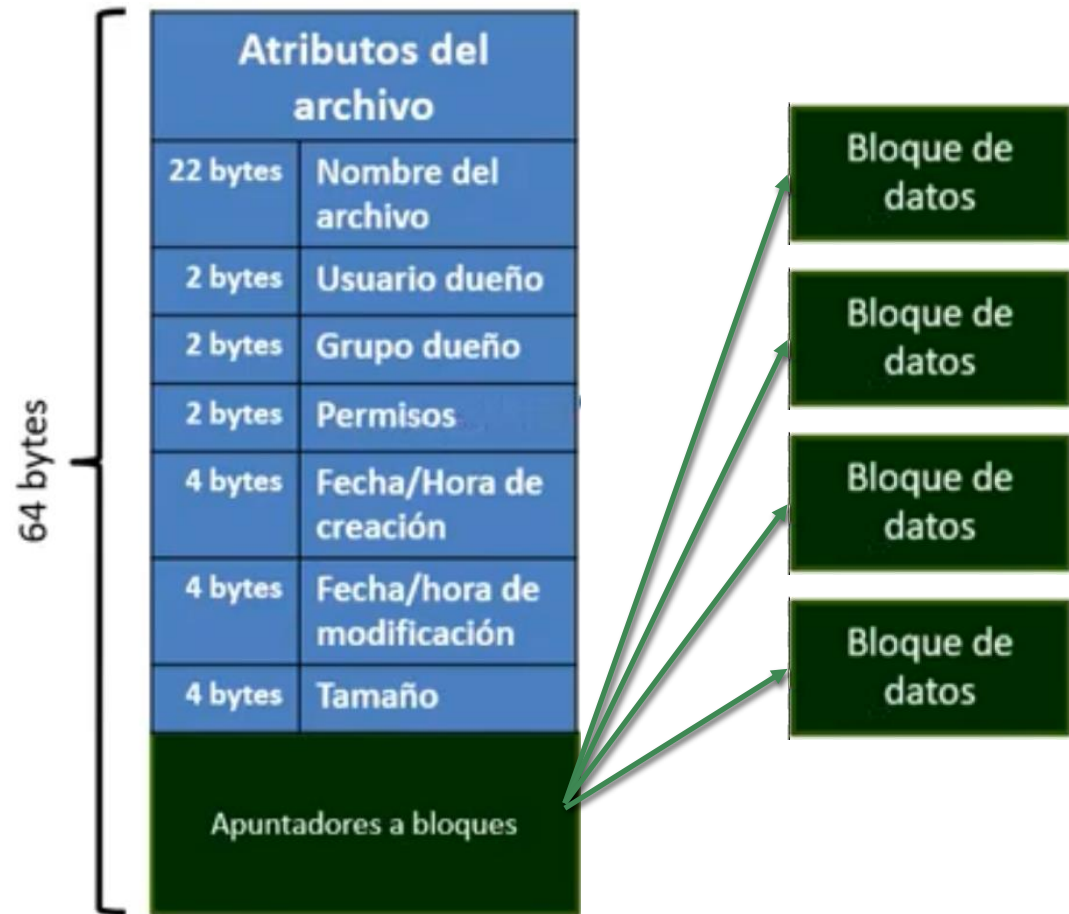 64 bytes
Atributos del
archivo
22 bytes
Nombre del
archivo
2 bytes
Usuario dueño
2 bytes
Grupo dueño
2 bytes
Permisos
4 bytes
Fecha/Hora de
creación
4 bytes
Fecha/hora de
modificación
4 bytes
Tamaño
Apuntadores a bloques
Bloque de
datos
Bloque de
datos
Bloque de
datos
Bloque de
datos